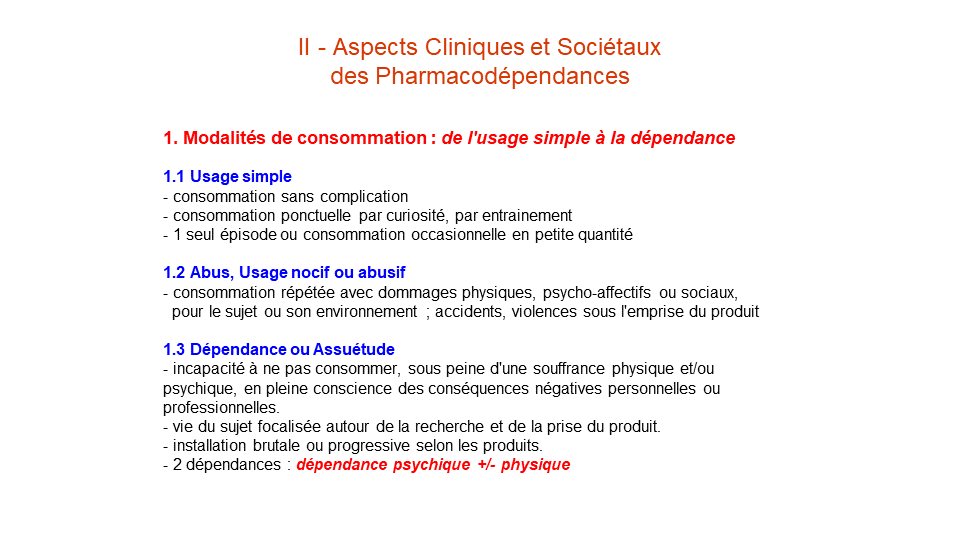 II - Aspects Cliniques et Sociétaux
des Pharmacodépendances
1. Modalités de consommation : de l'usage simple à la dépendance
1.1 Usage simple
- consommation sans complication
- consommation ponctuelle par curiosité, par entrainement
- 1 seul épisode ou consommation occasionnelle en petite quantité
1.2 Abus, Usage nocif ou abusif
- consommation répétée avec dommages physiques, psycho-affectifs ou sociaux,
pour le sujet ou son environnement ; accidents, violences sous l'emprise du produit
1.3 Dépendance ou Assuétude
- incapacité à ne pas consommer, sous peine d'une souffrance physique et/ou
psychique, en pleine conscience des conséquences négatives personnelles ou
professionnelles.
- vie du sujet focalisée autour de la recherche et de la prise du produit.
- installation brutale ou progressive selon les produits.
- 2 dépendances : dépendance psychique +/- physique